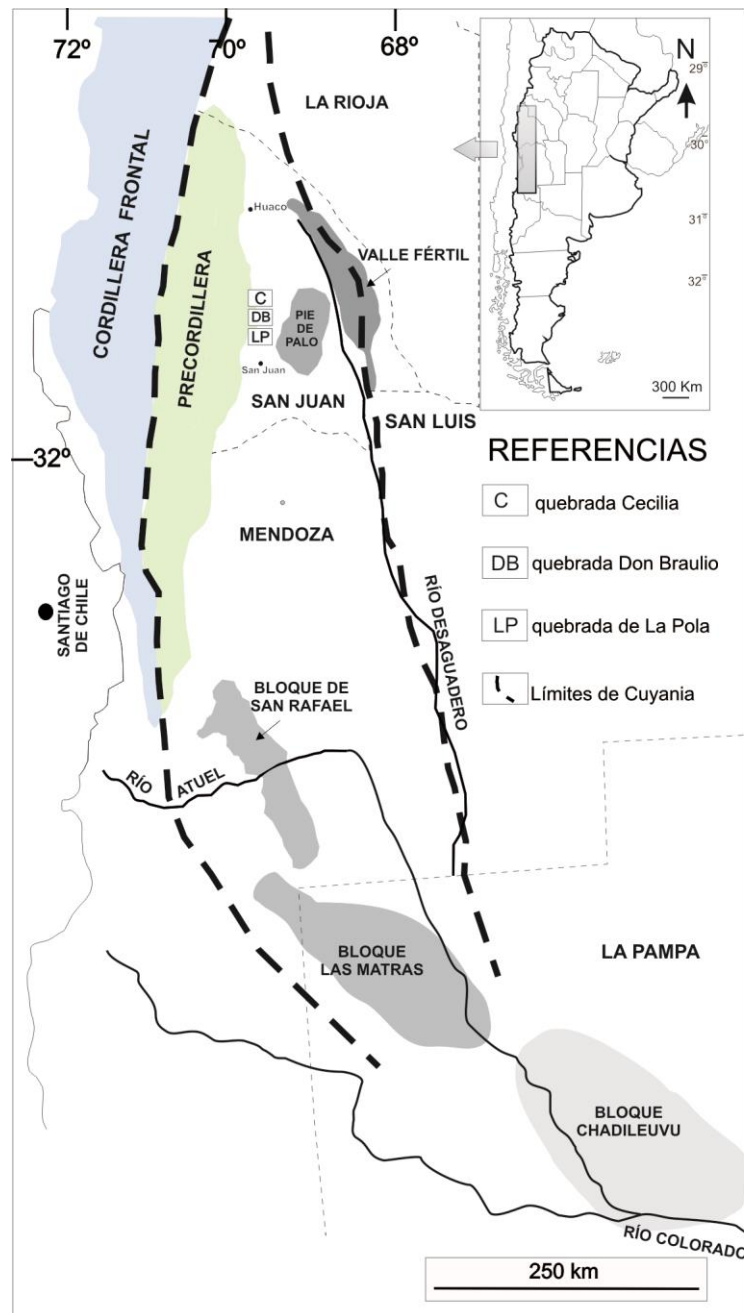 72º
70º
68º
N
29º
30º
31º
32º
300 Km
LA RIOJA
CORDILLERA FRONTAL
PRECORDILLERA
Huaco
VALLE FÉRTIL
C
DB
LP
PIE
DE
PALO
San Juan
SAN JUAN
SAN LUIS
32º
MENDOZA
SANTIAGO
DE CHILE
RÍO DESAGUADERO
REFERENCIAS
C quebrada Cecilia
DB quebrada Don Braulio
LP quebrada de La Pola
Límites de Cuyania
BLOQUE DE
SAN RAFAEL
RÍO ATUEL
BLOQUE
LAS MATRAS
LA PAMPA
BLOQUE
CHADILEUVU
RÍO COLORADO
250 km